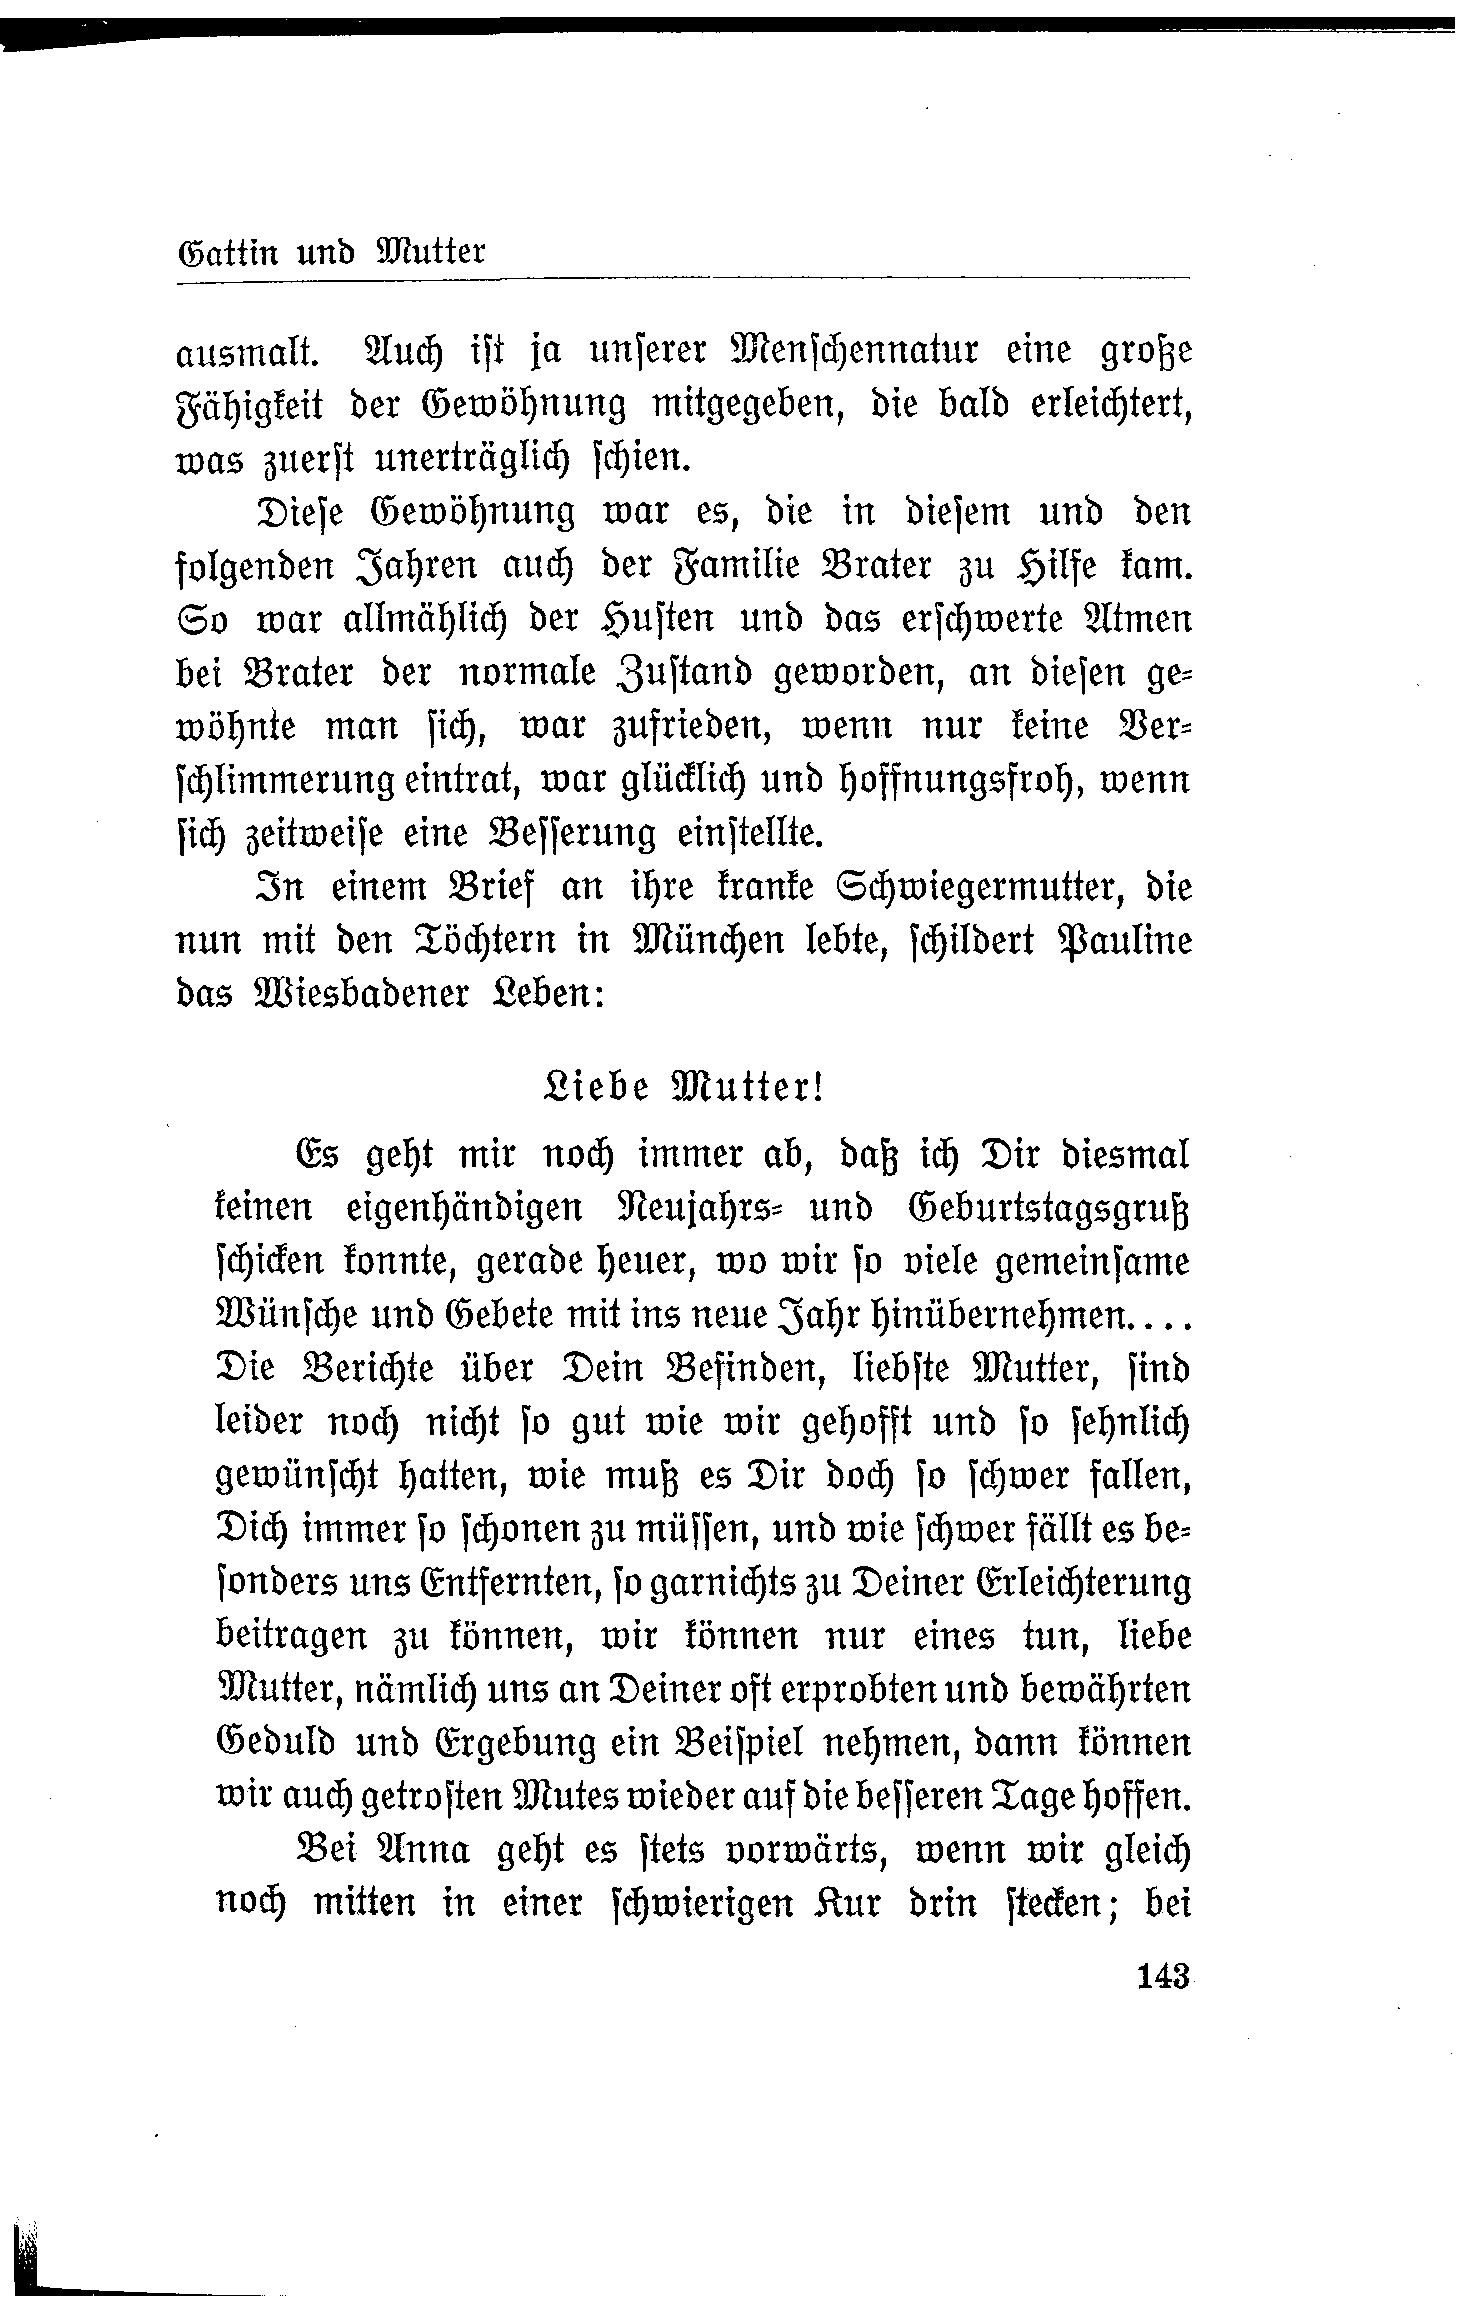 Gattin und Mutter
ausmalt. Auch ist ja unserer Menschennatur eine große
Fähigkeit der Gewöhnung mitgegeben, die bald erleichtert,
was zuerst unerträglich schien.
Diese Gewöhnung war es, die in diesem und den
folgenden Jahren auch der Familie Brater zu Hilfe kam.
So war allmählich der Husten und das erschwerte Atmen
bei Brater der normale Zustand geworden, an diesen ge-
wöhnte man sich, war zufrieden, wenn nur keine Ver-
schlimmerung eintrat, war glücklich und hoffnungsfroh, wenn
sich zeitweise eine Besserung einstellte.
In einem Brief an ihre kranke Schwiegermutter, die
nun mit den Töchtern in München lebte, schildert Pauline
das Wiesbadener Leben:
Liebe Mutter!
Es geht mir noch immer ab, daß ich Dir diesmal
keinen eigenhändigen Neujahrs- und Geburtstagsgruß
schicken konnte, gerade heuer, wo wir so viele gemeinsame
Wünsche und Gebete mit ins neue Jahr hinübernehmen....
Die Berichte über Dein Befinden, liebste Mutter, sind
leider noch nicht so gut wie wir gehofft und so sehnlich
gewünscht hatten, wie muß es Dir doch so schwer fallen,
Dich immer so schonen zu müssen, und wie schwer fällt es be-
sonders uns Entfernten, so garnichts zu Deiner Erleichterung
beitragen zu können, wir können nur eines tun, liebe
Mutter, nämlich uns an Deiner oft erprobten und bewährten
Geduld und Ergebung ein Beispiel nehmen, dann können
wir auch getrosten Mutes wieder auf die besseren Tage hoffen.
Bei Anna geht es stets vorwärts, wenn wir gleich
noch mitten in einer schwierigen Kur drin stecken; bei
143